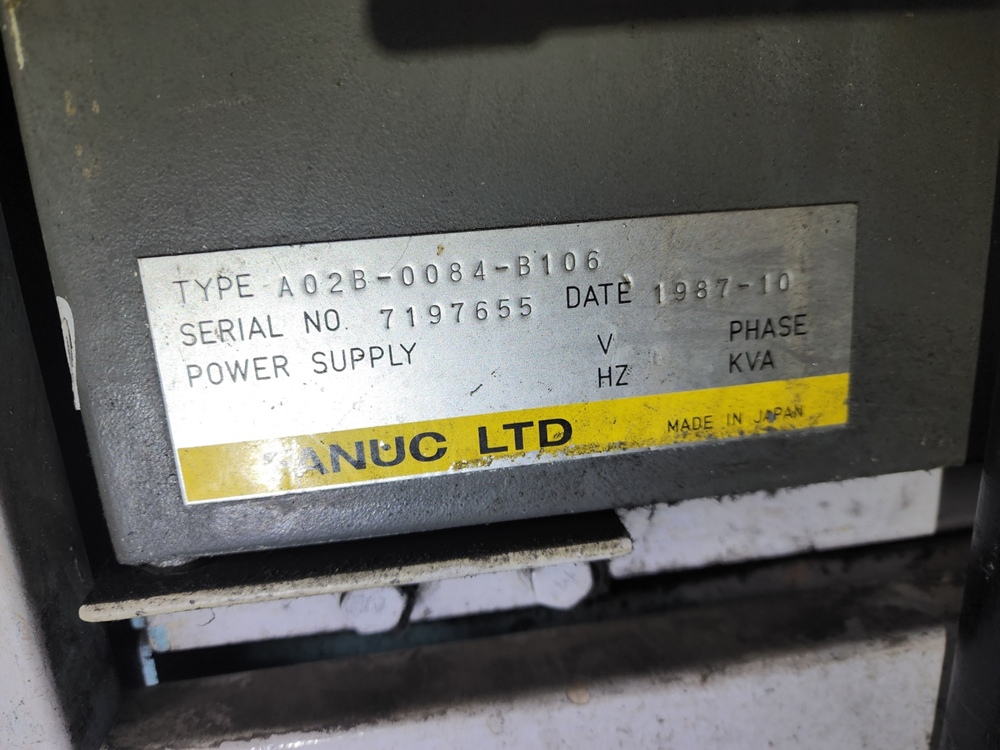 TYPE A02B-0084-B106
SERIAL NO. 7197655 DATE 1987-10
POWER SUPPLY V PHASE
HZ KVA
FANUC LTD MADE IN JAPAN